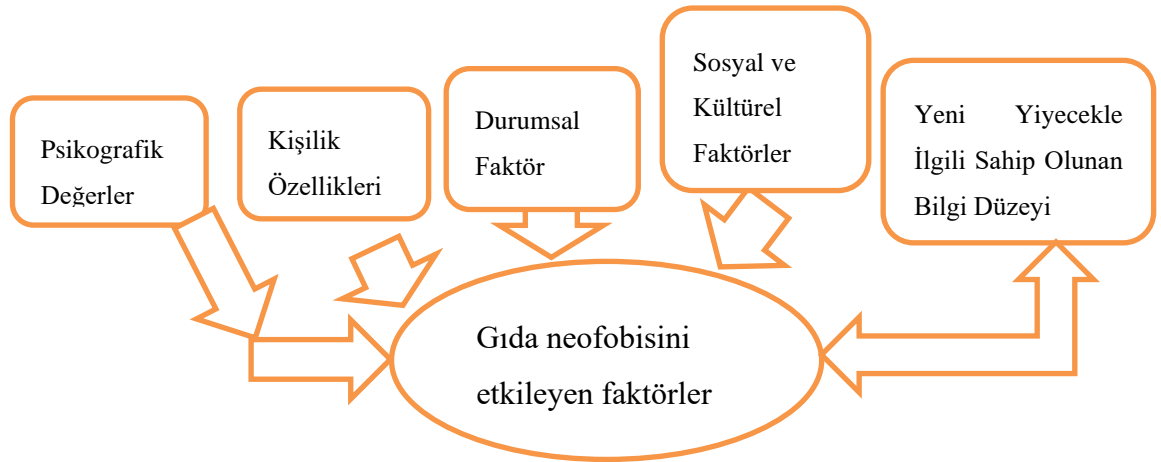 Psikografik
Değerler
Kişilik
Özellikleri
Durumsal
Faktör
Sosyal ve
Kültürel
Faktörler
Yeni Yiyecekle
İlgili Sahip Olunan
Bilgi Düzeyi
Gıda neofobisini
etkileyen faktörler